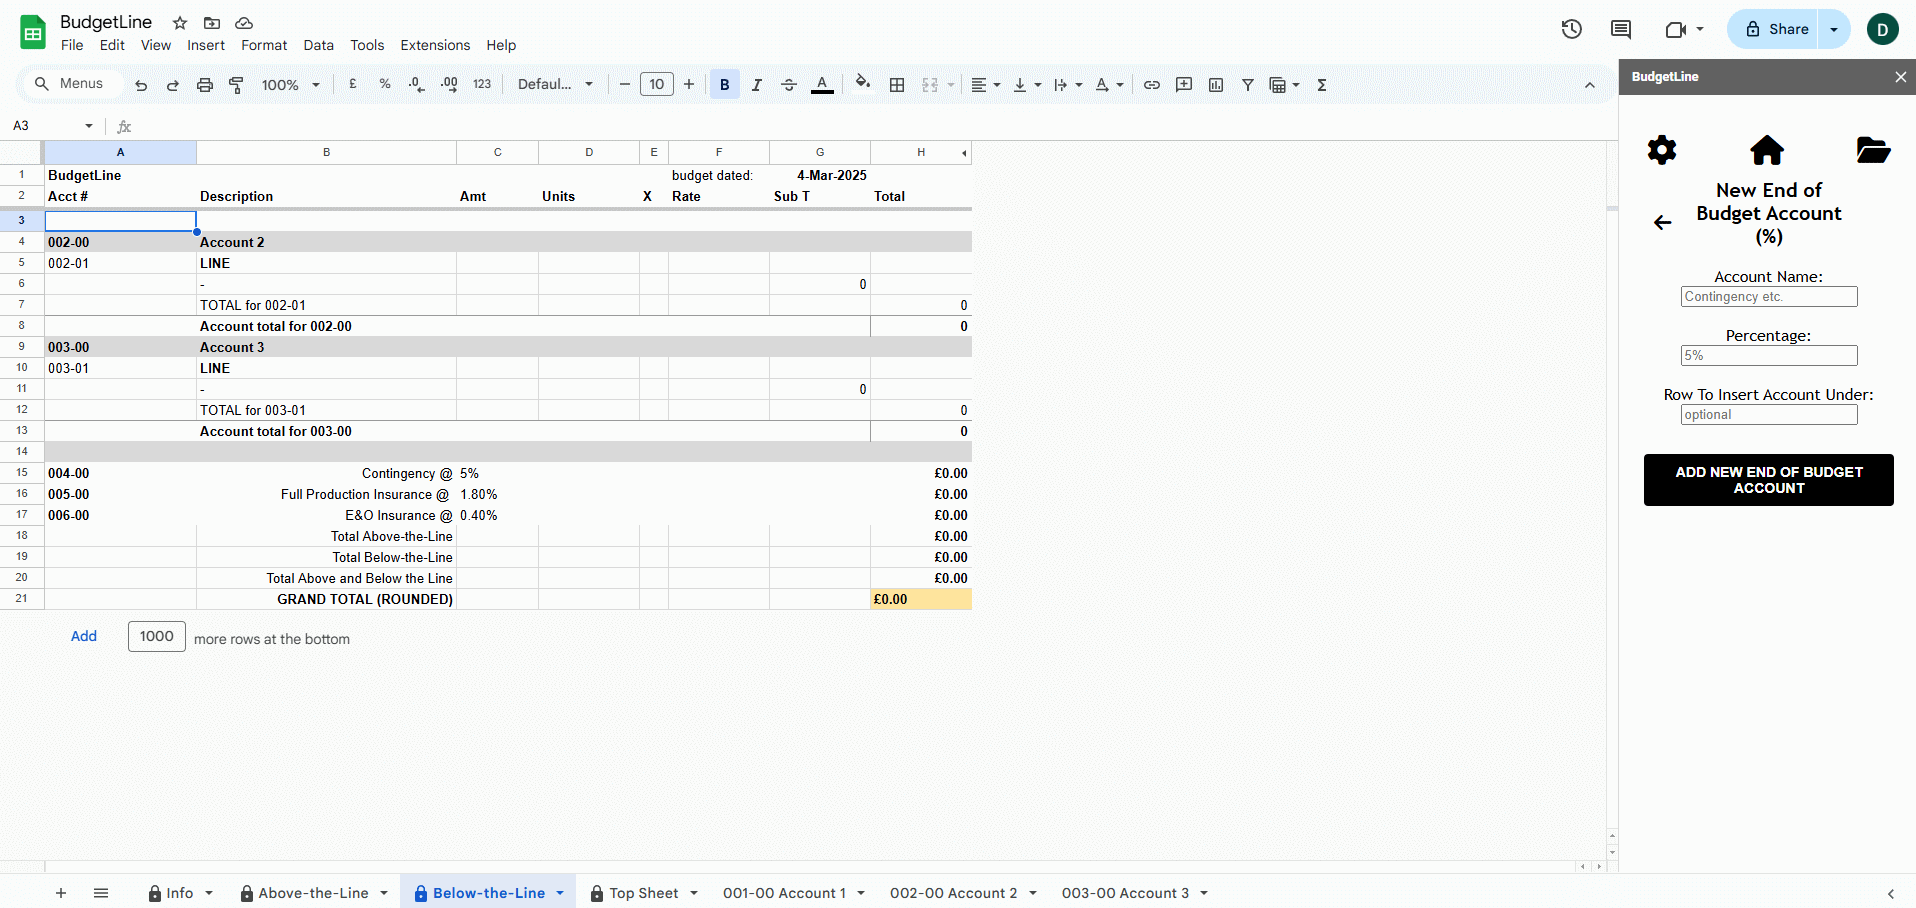 BudgetLine
File Edit View Insert Format Data Tools Extensions Help
Share
D
Menus 100% £ % .0 .00 123 Defaul... 10 B I A Σ
BudgetLine
A3 fx
A B C D E F G H
1 BudgetLine budget dated: 4-Mar-2025
2 Acct # Description Amt Units X Rate Sub T Total
3
4 002-00 Account 2
5 002-01 LINE
6 - 0
7 TOTAL for 002-01 0
8 Account total for 002-00 0
9 003-00 Account 3
10 003-01 LINE
11 - 0
12 TOTAL for 003-01 0
13 Account total for 003-00 0
14
15 004-00 Contingency @ 5% £0.00
16 005-00 Full Production Insurance @ 1.80% £0.00
17 006-00 E&O Insurance @ 0.40% £0.00
18 Total Above-the-Line £0.00
19 Total Below-the-Line £0.00
20 Total Above and Below the Line £0.00
21 GRAND TOTAL (ROUNDED) £0.00
Add 1000 more rows at the bottom
New End of
Budget Account
(%)
Account Name:
Contingency etc.
Percentage:
5%
Row To Insert Account Under:
optional
ADD NEW END OF BUDGET
ACCOUNT
Info Above-the-Line Below-the-Line Top Sheet 001-00 Account 1 002-00 Account 2 003-00 Account 3